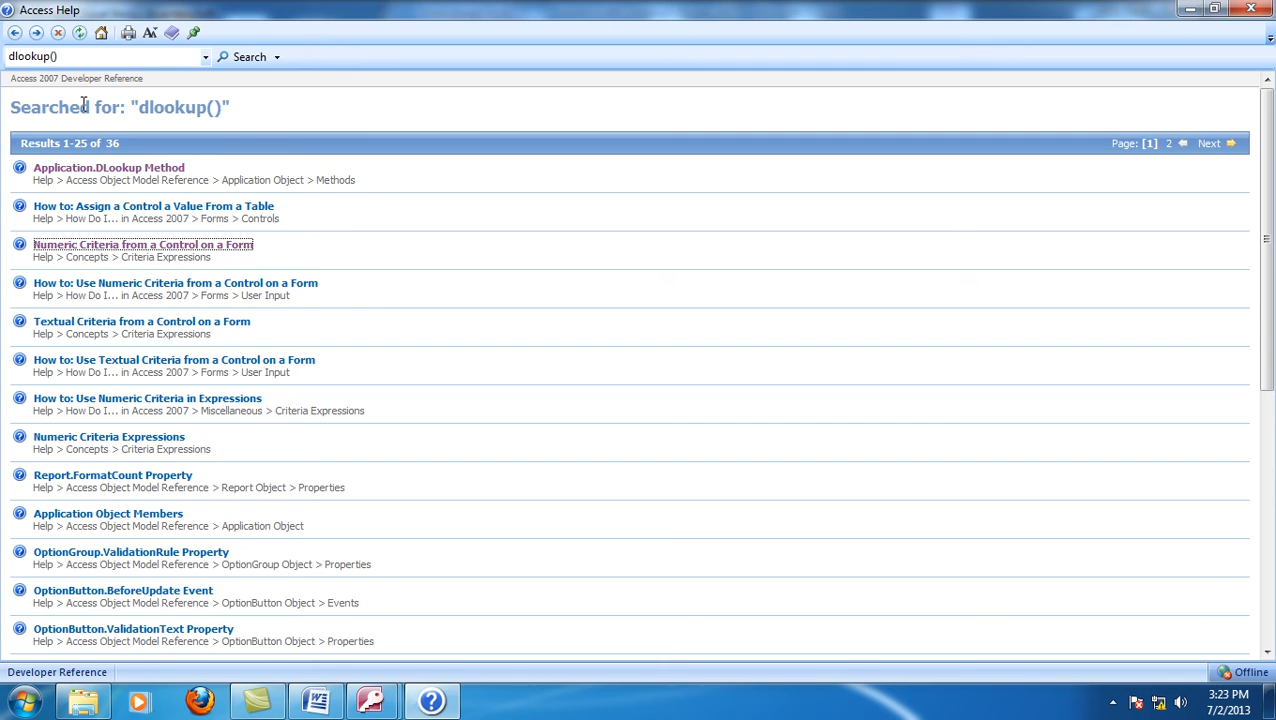 Access Help
dlookup()
Search
Access 2007 Developer Reference
Searched for: "dlookup()"
Results 1-25 of 36
Page: [1] 2 Next
Application.DLookup Method
Help > Access Object Model Reference > Application Object > Methods
How to: Assign a Control a Value From a Table
Help > How Do I... in Access 2007 > Forms > Controls
Numeric Criteria from a Control on a Form
Help > Concepts > Criteria Expressions
How to: Use Numeric Criteria from a Control on a Form
Help > How Do I... in Access 2007 > Forms > User Input
Textual Criteria from a Control on a Form
Help > Concepts > Criteria Expressions
How to: Use Textual Criteria from a Control on a Form
Help > How Do I... in Access 2007 > Forms > User Input
How to: Use Numeric Criteria in Expressions
Help > How Do I... in Access 2007 > Miscellaneous > Criteria Expressions
Numeric Criteria Expressions
Help > Concepts > Criteria Expressions
Report.FormatCount Property
Help > Access Object Model Reference > Report Object > Properties
Application Object Members
Help > Access Object Model Reference > Application Object
OptionGroup.ValidationRule Property
Help > Access Object Model Reference > OptionGroup Object > Properties
OptionButton.BeforeUpdate Event
Help > Access Object Model Reference > OptionButton Object > Events
OptionButton.ValidationText Property
Help > Access Object Model Reference > OptionButton Object > Properties
Developer Reference
Offline
3:23 PM
7/2/2013